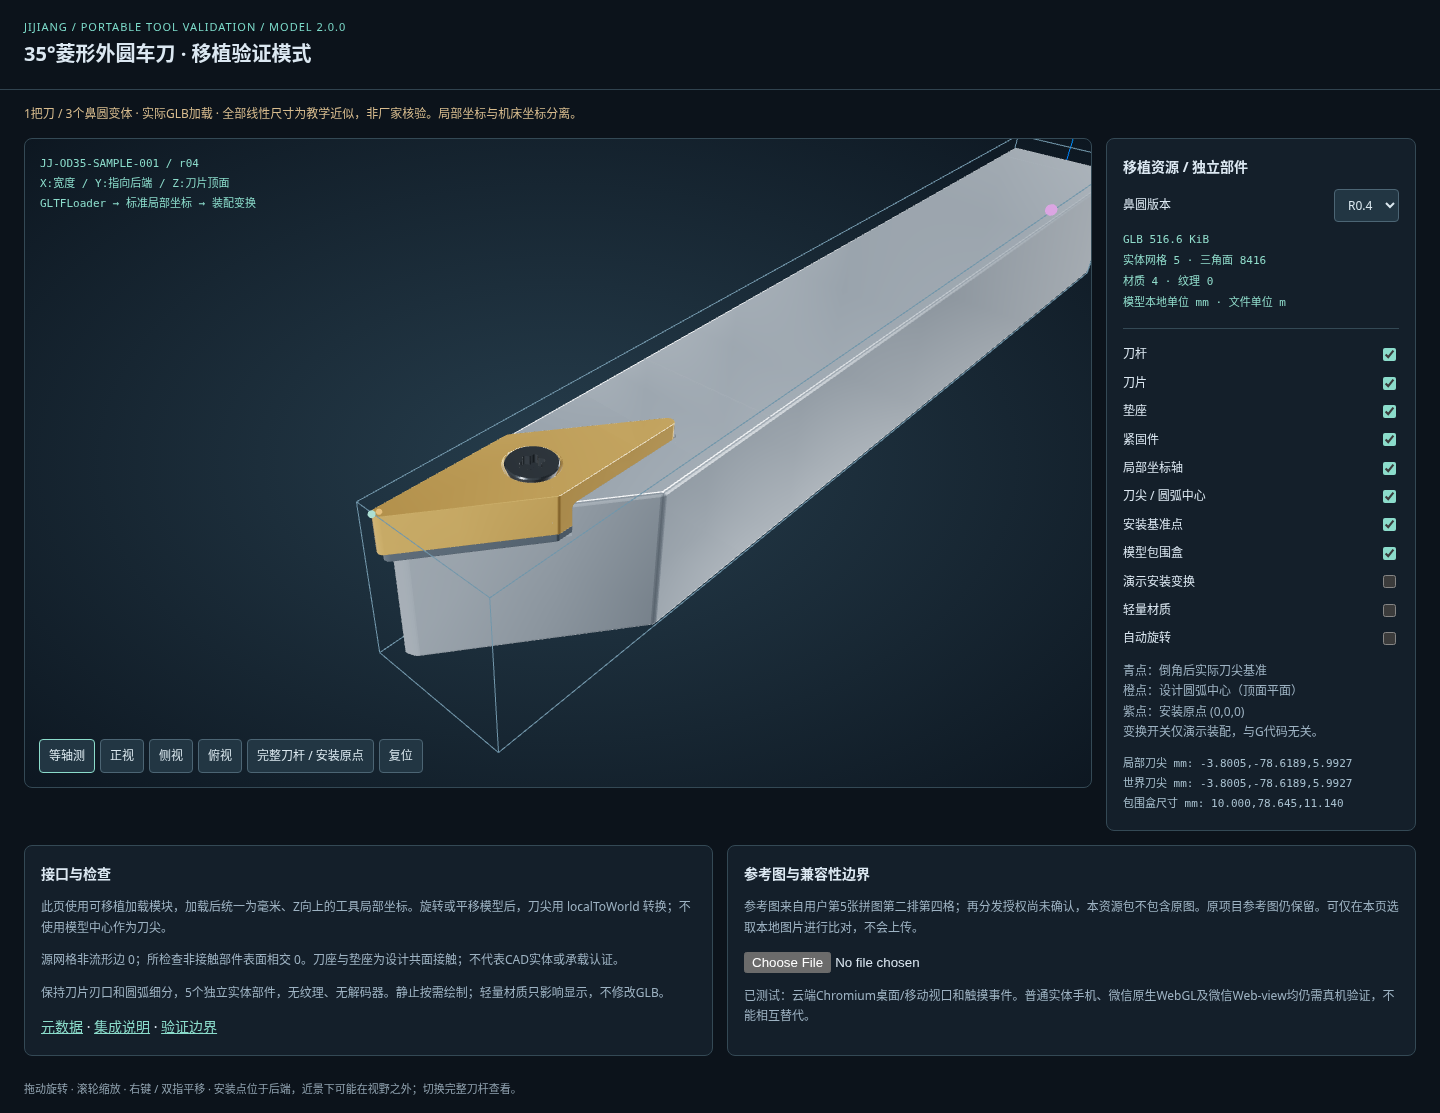 JIJIANG / PORTABLE TOOL VALIDATION / MODEL 2.0.0
35°菱形外圆车刀 · 移植验证模式
1把刀 / 3个鼻圆变体 · 实际GLB加载 · 全部线性尺寸为教学近似，非厂家核验。局部坐标与机床坐标分离。
JJ-OD35-SAMPLE-001 / r04
X:宽度 / Y:指向后端 / Z:刀片顶面
GLTFLoader → 标准局部坐标 → 装配变换
等轴测
正视
侧视
俯视
完整刀杆 / 安装原点
复位
移植资源 / 独立部件
鼻圆版本
R0.4
GLB 516.6 KiB
实体网格 5 · 三角面 8416
材质 4 · 纹理 0
模型本地单位 mm · 文件单位 m
刀杆
刀片
垫座
紧固件
局部坐标轴
刀尖 / 圆弧中心
安装基准点
模型包围盒
演示安装变换
轻量材质
自动旋转
青点：倒角后实际刀尖基准
橙点：设计圆弧中心（顶面平面）
紫点：安装原点 (0,0,0)
变换开关仅演示装配，与G代码无关。
局部刀尖 mm: -3.8005,-78.6189,5.9927
世界刀尖 mm: -3.8005,-78.6189,5.9927
包围盒尺寸 mm: 10.000,78.645,11.140
接口与检查
此页使用可移植加载模块，加载后统一为毫米、Z向上的工具局部坐标。旋转或平移模型后，刀尖用 localToWorld 转换；不
使用模型中心作为刀尖。
源网格非流形边 0；所检查非接触部件表面相交 0。刀座与垫座为设计共面接触；不代表CAD实体或承载认证。
保持刀片刃口和圆弧细分，5个独立实体部件，无纹理、无解码器。静止按需绘制；轻量材质只影响显示，不修改GLB。
元数据 · 集成说明 · 验证边界
参考图与兼容性边界
参考图来自用户第5张拼图第二排第四格；再分发授权尚未确认，本资源包不包含原图。原项目参考图仍保留。可仅在本页选
取本地图片进行比对，不会上传。
Choose File No file chosen
已测试：云端Chromium桌面/移动视口和触摸事件。普通实体手机、微信原生WebGL及微信Web-view均仍需真机验证，不
能相互替代。
拖动旋转 · 滚轮缩放 · 右键 / 双指平移 · 安装点位于后端，近景下可能在视野之外；切换完整刀杆查看。